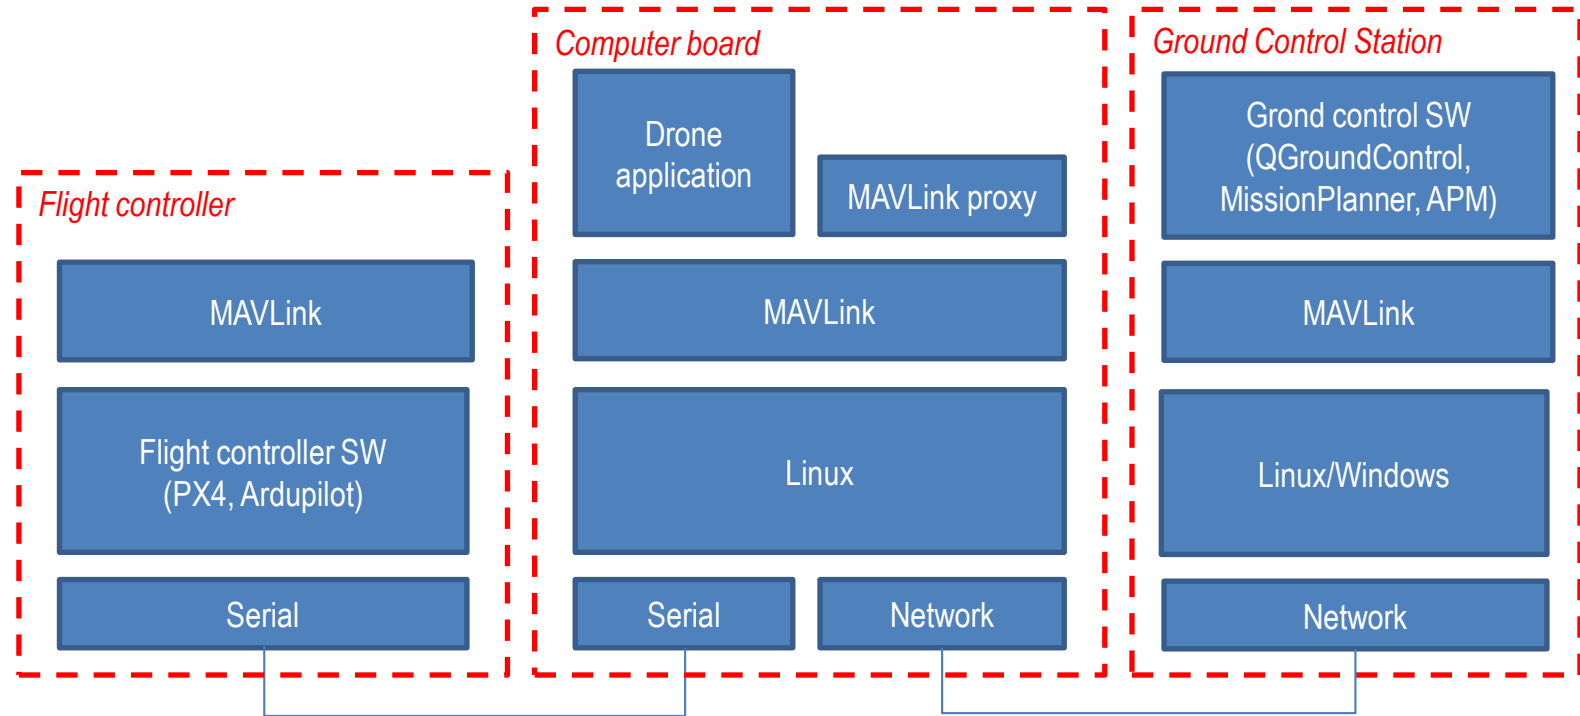 Flight controller
MAVLink
Flight controller SW
(PX4, Ardupilot)
Serial
Computer board
Drone
application
MAVLink proxy
MAVLink
Linux
Serial
Network
Ground Control Station
Grond control SW
(QGroundControl,
MissionPlanner, APM)
MAVLink
Linux/Windows
Network